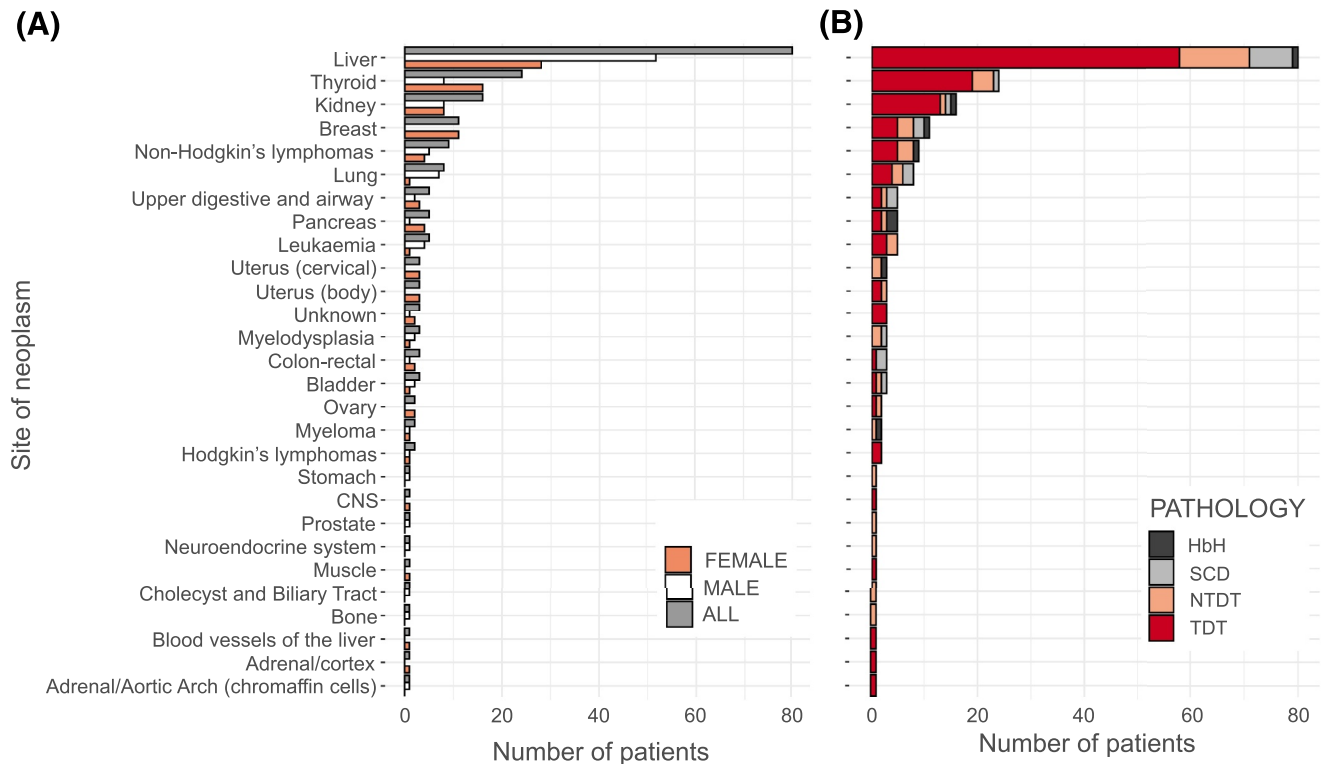 (A)
(B)
Liver
Thyroid
Kidney
Breast
Non-Hodgkin’s lymphomas
Lung
Upper digestive and airway
Pancreas
Leukaemia
Uterus (cervical)
Uterus (body)
Unknown
Myelodysplasia
Colon-rectal
Bladder
Ovary
Myeloma
Hodgkin’s lymphomas
Stomach
CNS
Prostate
Neuroendocrine system
Muscle
Cholecyst and Biliary Tract
Bone
Blood vessels of the liver
Adrenal/cortex
Adrenal/Aortic Arch (chromaffin cells)
Site of neoplasm
FEMALE
MALE
ALL
0 20 40 60 80
Number of patients
PATHOLOGY
HbH
SCD
NTDT
TDT
0 20 40 60 80
Number of patients